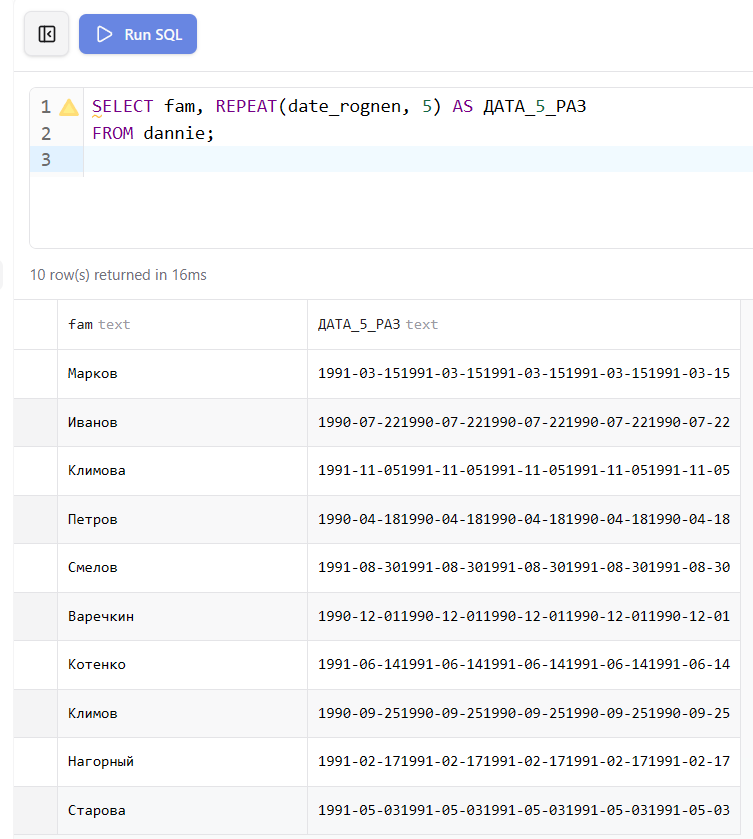 Run SQL
1 SELECT fam, REPEAT(date_rognen, 5) AS ДАТА_5_РАЗ
2 FROM dannie;
3
10 row(s) returned in 16ms
fam text ДАТА_5_РАЗ text
Марков 1991-03-151991-03-151991-03-151991-03-151991-03-15
Иванов 1990-07-221990-07-221990-07-221990-07-221990-07-22
Климова 1991-11-051991-11-051991-11-051991-11-051991-11-05
Петров 1990-04-181990-04-181990-04-181990-04-181990-04-18
Смелов 1991-08-301991-08-301991-08-301991-08-301991-08-30
Варечкин 1990-12-011990-12-011990-12-011990-12-011990-12-01
Котенко 1991-06-141991-06-141991-06-141991-06-141991-06-14
Климов 1990-09-251990-09-251990-09-251990-09-251990-09-25
Нагорный 1991-02-171991-02-171991-02-171991-02-171991-02-17
Старова 1991-05-031991-05-031991-05-031991-05-031991-05-03